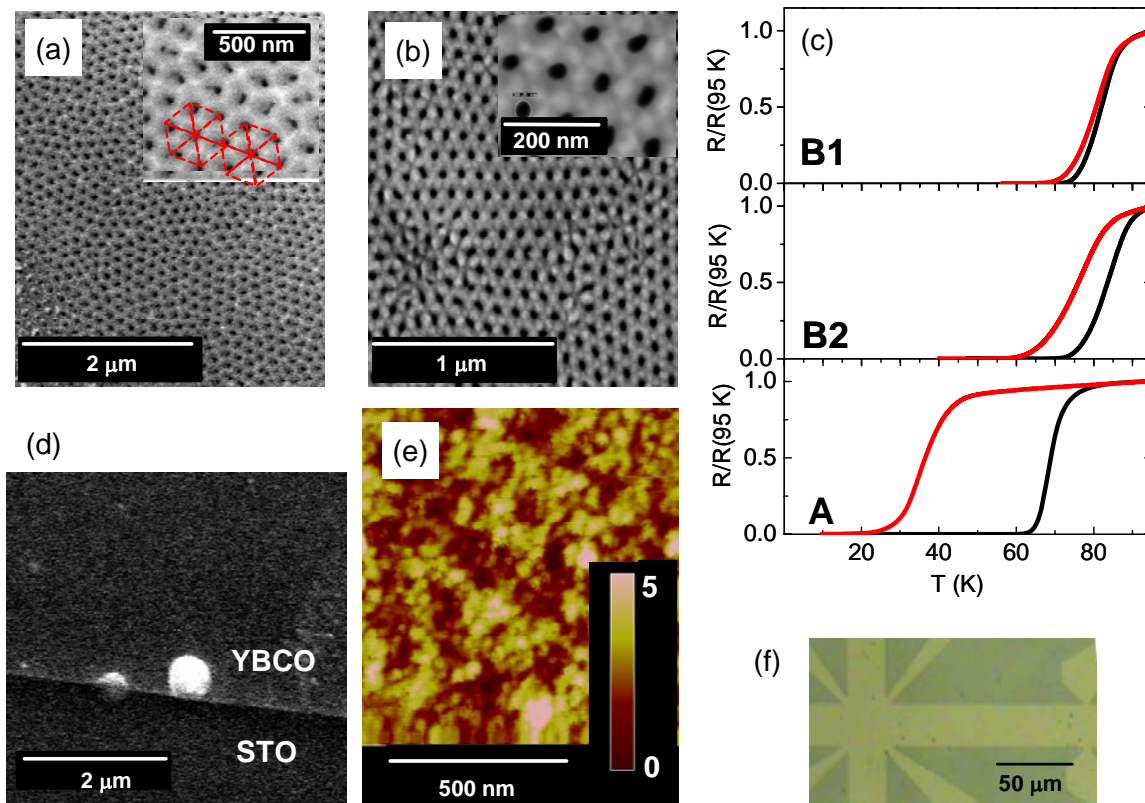 (a)
500 nm
2 μm
(b)
200 nm
1 μm
(c)
R/R(95 K)
1.0
0.5
0.0
B1
R/R(95 K)
1.0
0.5
0.0
B2
R/R(95 K)
1.0
0.5
0.0
A
20 40 60 80
T (K)
(d)
YBCO
STO
2 μm
(e)
5
0
500 nm
(f)
50 μm